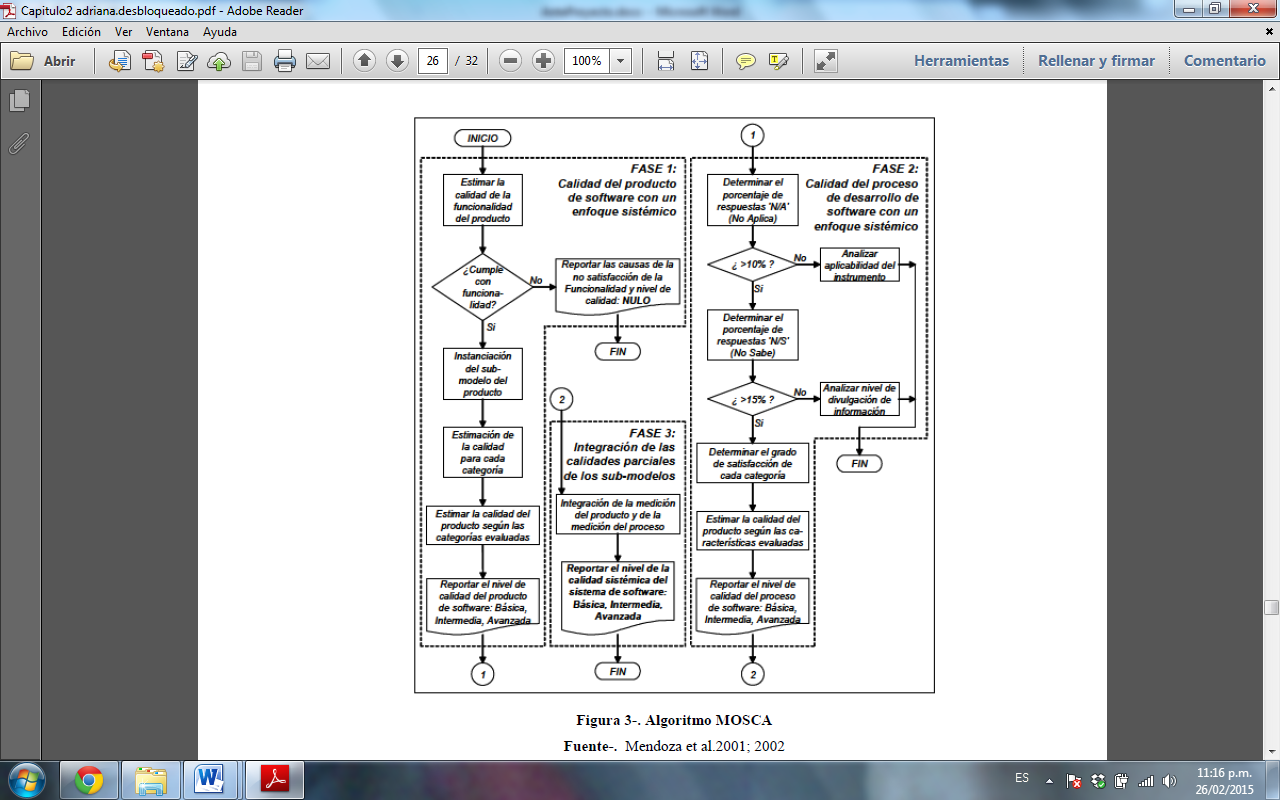 Capitulo2 adriana.desbloqueado.pdf - Adobe Reader
Archivo Edición Ver Ventana Ayuda
Abrir
26 / 32
100%
Herramientas
Rellenar y firmar
Comentario
INICIO
FASE 1:
Calidad del producto
de software con un
enfoque sistémico
Estimar la
calidad de la
funcionalidad
del producto
¿Cumple
con
funciona-
lidad?
No
Reportar las causas de la
no satisfacción de la
Funcionalidad y nivel de
calidad: NULO
FIN
Si
Instanciación
del sub-
modelo del
producto
Estimación de
la calidad
para cada
categoría
Estimar la calidad del
producto según las
categorías evaluadas
Reportar el nivel de
calidad del producto
de software: Básica,
Intermedia, Avanzada
1
2
FASE 3:
Integración de las
calidades parciales
de los sub-modelos
Integración de la medición
del producto y de la
medición del proceso
Reportar el nivel de la
calidad sistémica del
sistema de software:
Básica, Intermedia,
Avanzada
FIN
1
FASE 2:
Calidad del proceso
de desarrollo de
software con un
enfoque sistémico
Determinar el
porcentaje de
respuestas 'N/A'
(No Aplica)
¿ >10% ?
No
Analizar
aplicabilidad del
instrumento
Si
Determinar el
porcentaje de
respuestas 'N/S'
(No Sabe)
¿ >15% ?
No
Analizar nivel de
divulgación de
información
Si
FIN
Determinar el grado
de satisfacción de
cada categoría
Estimar la calidad del
producto según las ca-
racterísticas evaluadas
Reportar el nivel de
calidad del proceso
de software: Básica,
Intermedia, Avanzada
2
Figura 3-. Algoritmo MOSCA
Fuente-. Mendoza et al.2001; 2002
ES
11:16 p.m.
26/02/2015